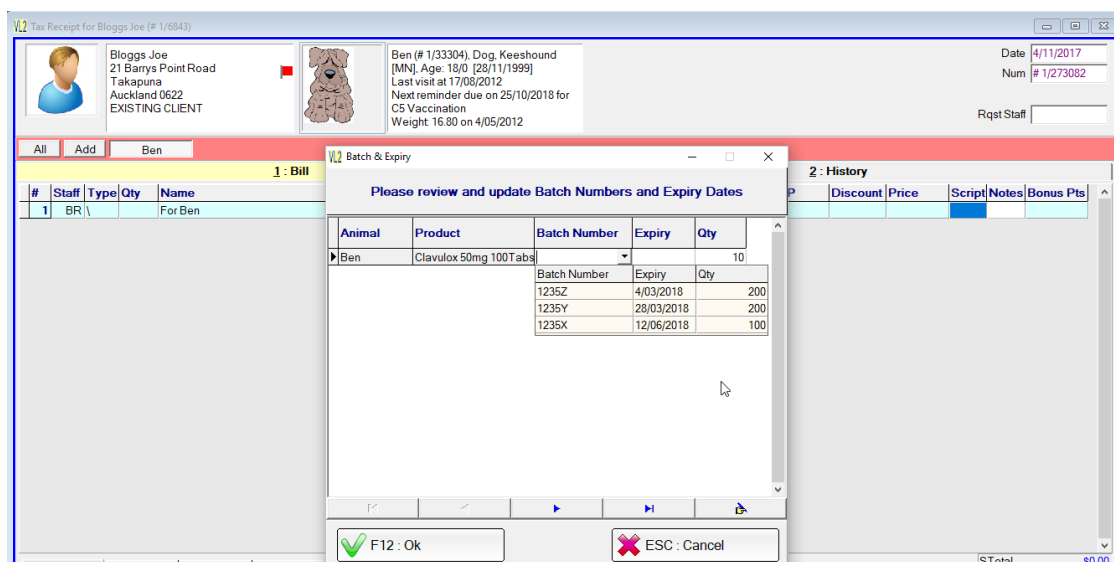 VL2 Tax Receipt for Bloggs Joe (# 1/6843)
Bloggs Joe
21 Barrys Point Road
Takapuna
Auckland 0622
EXISTING CLIENT
Ben (# 1/33304), Dog, Keeshound
[MN], Age: 18/0 [28/11/1999]
Last visit at 17/08/2012
Next reminder due on 25/10/2018 for
C5 Vaccination
Weight: 16.80 on 4/05/2012
Date 4/11/2017
Num # 1/273082
Rqst Staff
All Add Ben
1 : Bill 2 : History
# Staff Type Qty Name P Discount Price Script Notes Bonus Pts
1 BR \ For Ben
VL2 Batch & Expiry
Please review and update Batch Numbers and Expiry Dates
Animal Product Batch Number Expiry Qty
Ben Clavulox 50mg 100Tabs 10
Batch Number Expiry Qty
1235Z 4/03/2018 200
1235Y 28/03/2018 200
1235X 12/06/2018 100
F12 : Ok ESC : Cancel
STotal $0.00